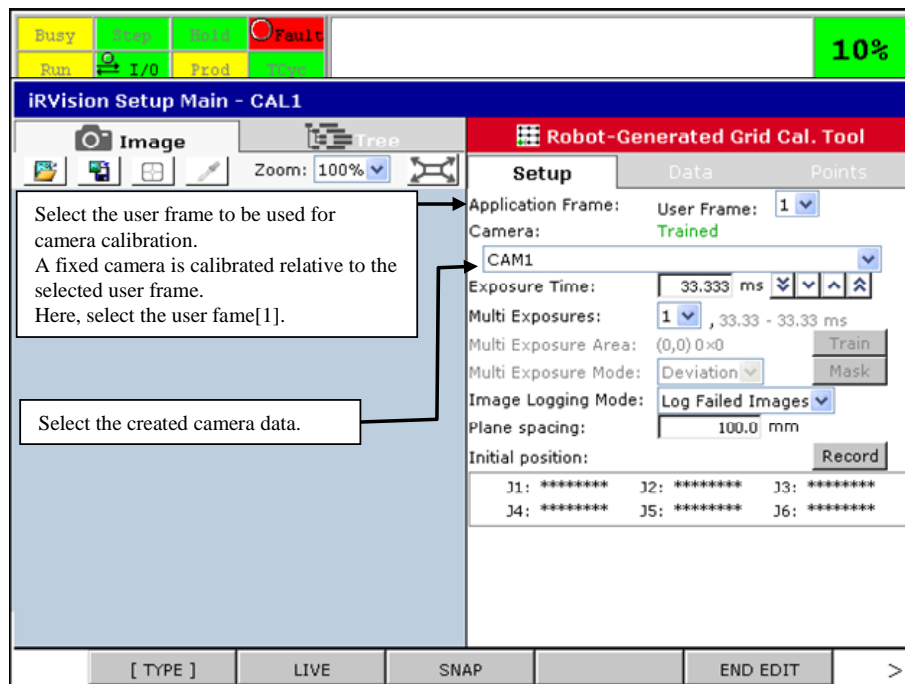 Busy Step Hold Fault
Run I/O Prod TCyc
10%
iRVision Setup Main - CAL1
Image Tree
Zoom: 100%
Robot-Generated Grid Cal. Tool
Setup Data Points
Select the user frame to be used for
camera calibration.
A fixed camera is calibrated relative to the
selected user frame.
Here, select the user fame[1].
Select the created camera data.
Application Frame: User Frame: 1
Camera: Trained
CAM1
Exposure Time: 33.333 ms
Multi Exposures: 1 , 33.33 - 33.33 ms
Multi Exposure Area: (0,0) 0×0 Train
Multi Exposure Mode: Deviation Mask
Image Logging Mode: Log Failed Images
Plane spacing: 100.0 mm
Initial position: Record
J1: ******** J2: ******** J3: ********
J4: ******** J5: ******** J6: ********
[ TYPE ] LIVE SNAP END EDIT >